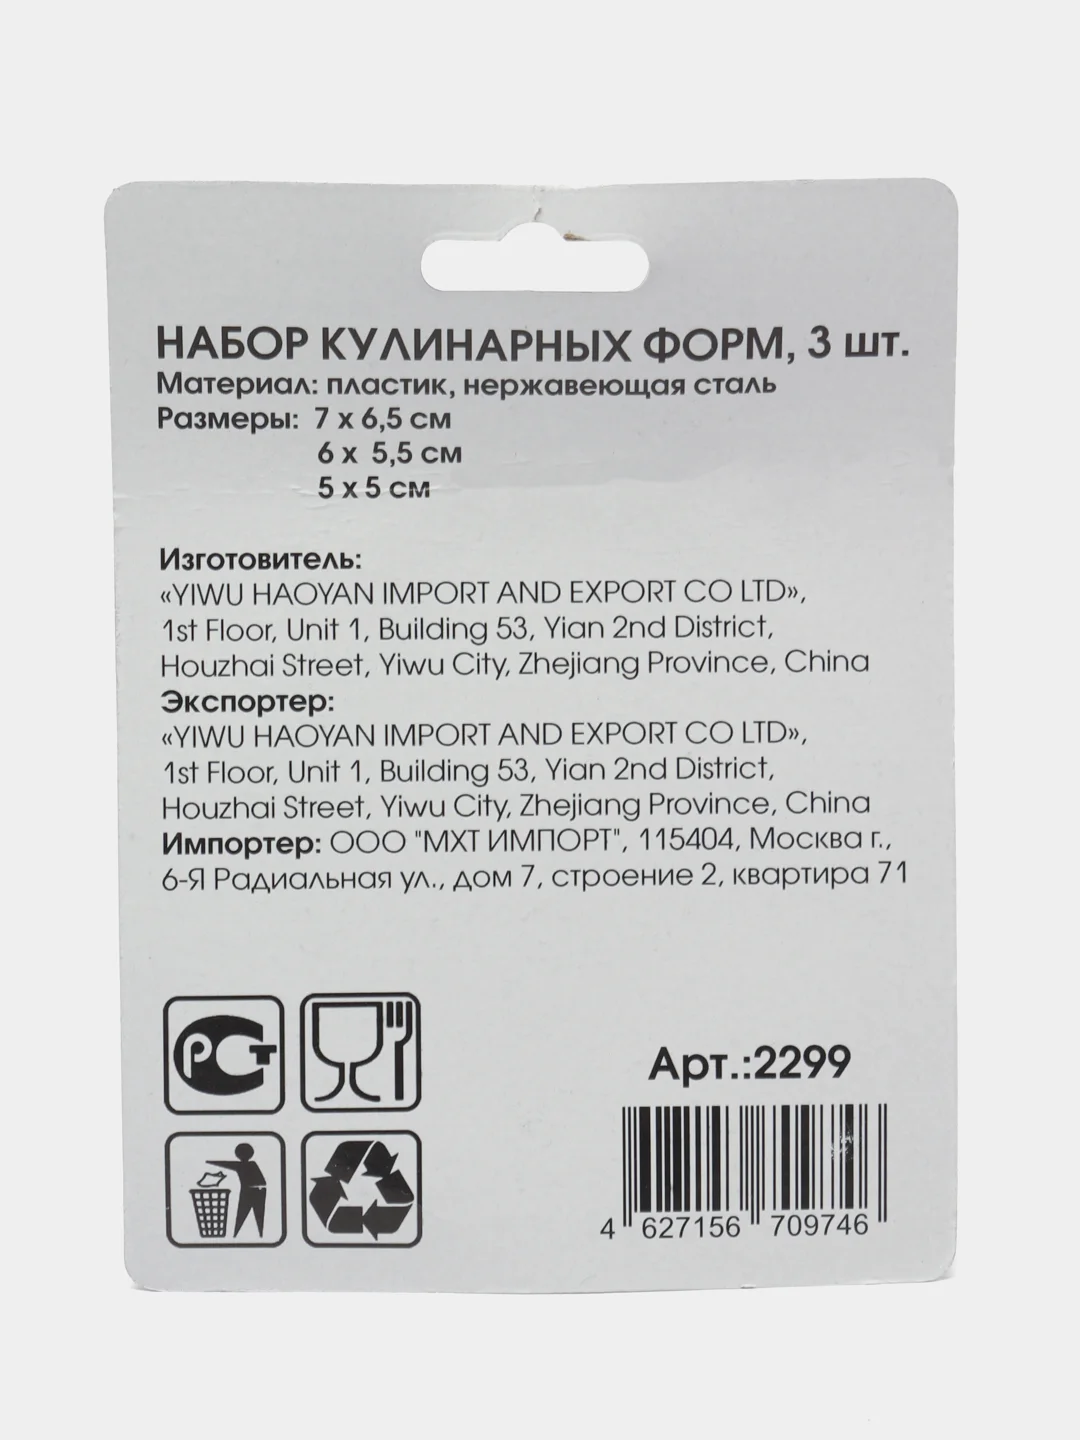 НАБОР КУЛИНАРНЫХ ФОРМ, 3 шт.
Материал: пластик, нержавеющая сталь
Размеры: 7 х 6,5 см
6 х 5,5 см
5 х 5 см
Изготовитель:
«YIWU HAOYAN IMPORT AND EXPORT CO LTD»,
1st Floor, Unit 1, Building 53, Yian 2nd District,
Houzhai Street, Yiwu City, Zhejiang Province, China
Экспортер:
«YIWU HAOYAN IMPORT AND EXPORT CO LTD»,
1st Floor, Unit 1, Building 53, Yian 2nd District,
Houzhai Street, Yiwu City, Zhejiang Province, China
Импортер: ООО "МХТ ИМПОРТ", 115404, Москва г.,
6-Я Радиальная ул., дом 7, строение 2, квартира 71
РСТ
Арт.:2299
4 627156 709746